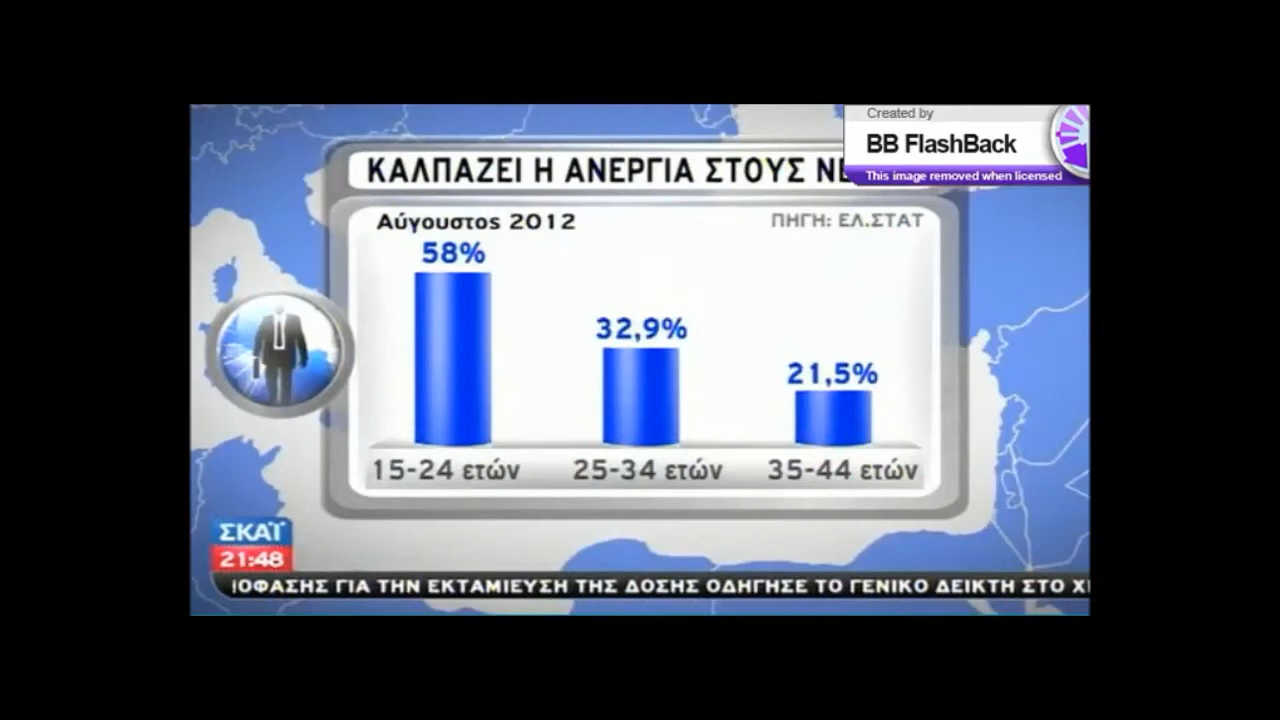 Created by
BB FlashBack
This image removed when licensed
ΚΑΛΠΑΖΕΙ Η ΑΝΕΡΓΙΑ ΣΤΟΥΣ
Αύγουστος 2012
ΠΗΓΗ: ΕΛ.ΣΤΑΤ
58%
32,9%
21,5%
15-24 ετών
25-34 ετών
35-44 ετών
ΣΚΑΪ
21:48
ΓΙΑ ΤΗΝ ΕΚΤΑΜΙΕΥΣΗ ΤΗΣ ΔΟΣΗΣ ΟΔΗΓΗΣΕ ΤΟ ΓΕΝΙΚΟ ΔΕΙΚΤΗ ΣΤΟ